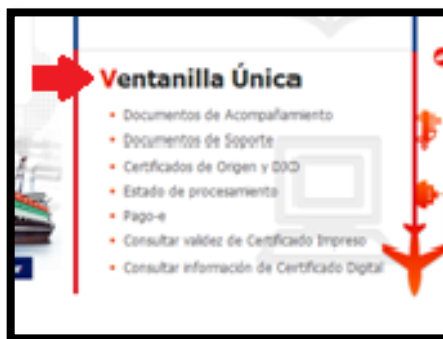 Ventanilla Única
Documentos de Acompañamiento
Documentos de Soporte
Certificados de Origen y DJO
Estado de procesamiento
Pago-e
Consultar validez de Certificado Impreso
Consultar información de Certificado Digital